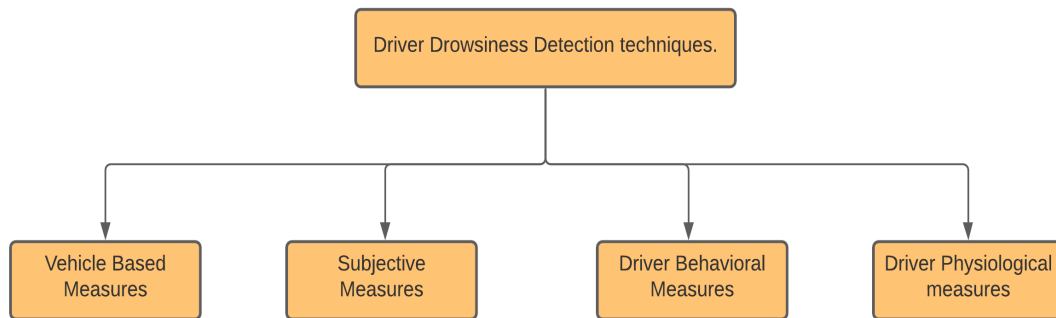 Driver Drowsiness Detection techniques.
Vehicle Based
Measures
Subjective
Measures
Driver Behavioral
Measures
Driver Physiological
measures